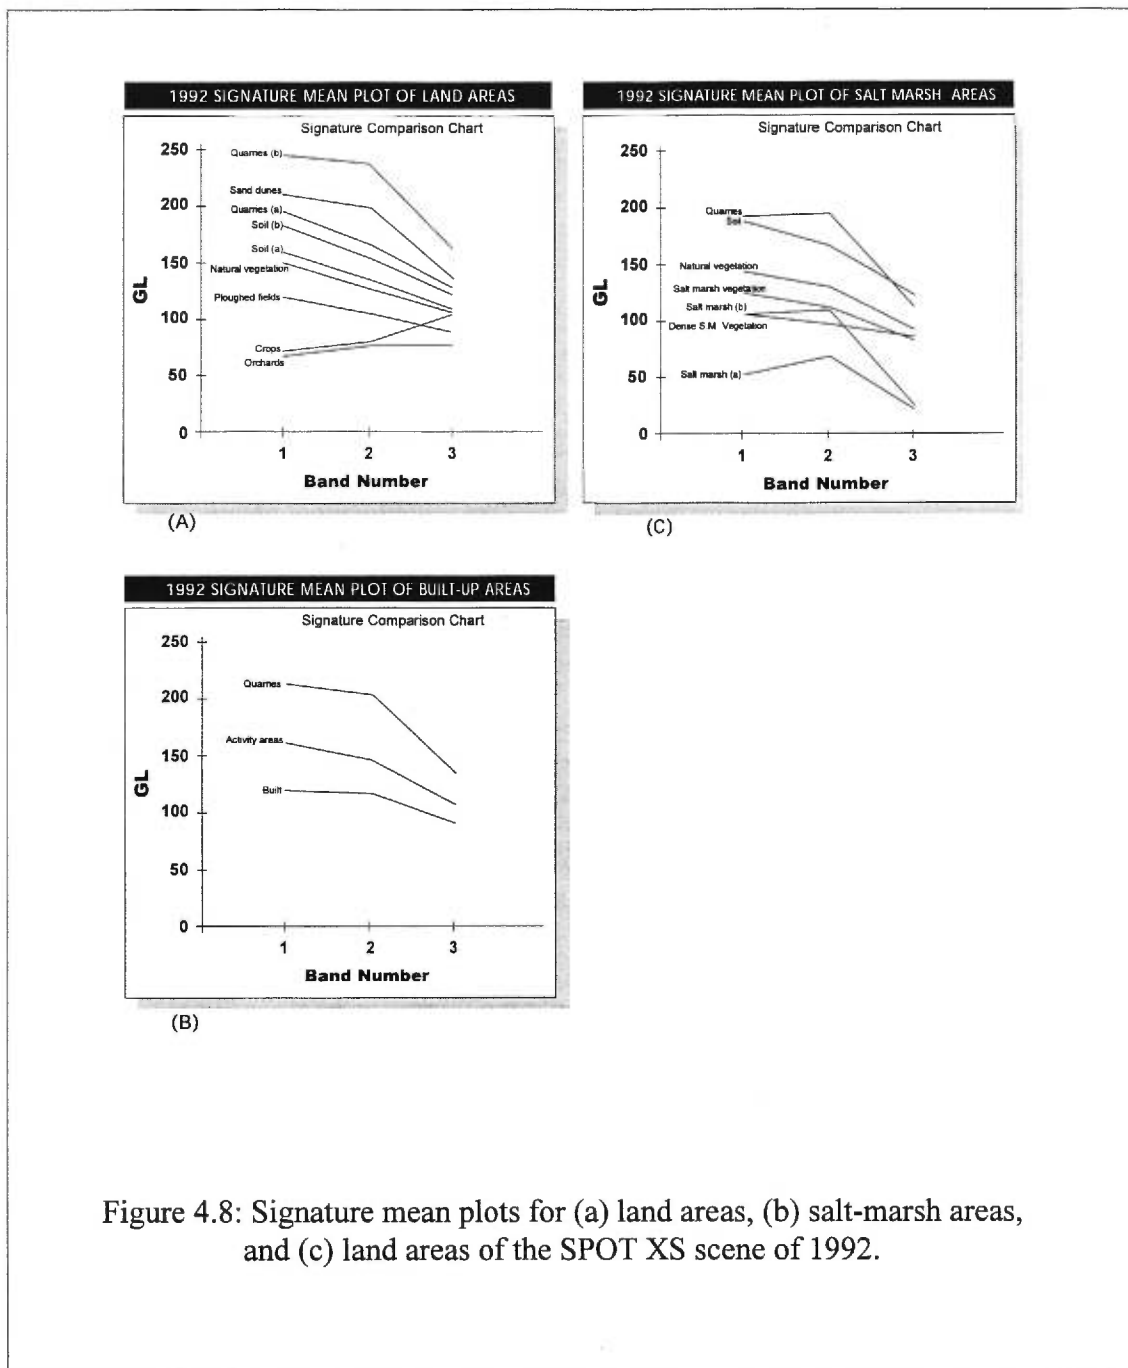 1992 SIGNATURE MEAN PLOT OF LAND AREAS
Signature Comparison Chart
250
200
150
100
50
0
GL
Quarries (b)
Sand dunes
Quarries (a)
Soil (b)
Soil (a)
Natural vegetation
Ploughed fields
Crops
Orchards
1 2 3
Band Number
(A)
1992 SIGNATURE MEAN PLOT OF SALT MARSH AREAS
Signature Comparison Chart
250
200
150
100
50
0
GL
Quarries
Soil
Natural vegetation
Salt marsh vegetation
Salt marsh (b)
Dense S.M. Vegetation
Salt marsh (a)
1 2 3
Band Number
(C)
1992 SIGNATURE MEAN PLOT OF BUILT-UP AREAS
Signature Comparison Chart
250
200
150
100
50
0
GL
Quarries
Activity areas
Built
1 2 3
Band Number
(B)
Figure 4.8: Signature mean plots for (a) land areas, (b) salt-marsh areas,
and (c) land areas of the SPOT XS scene of 1992.